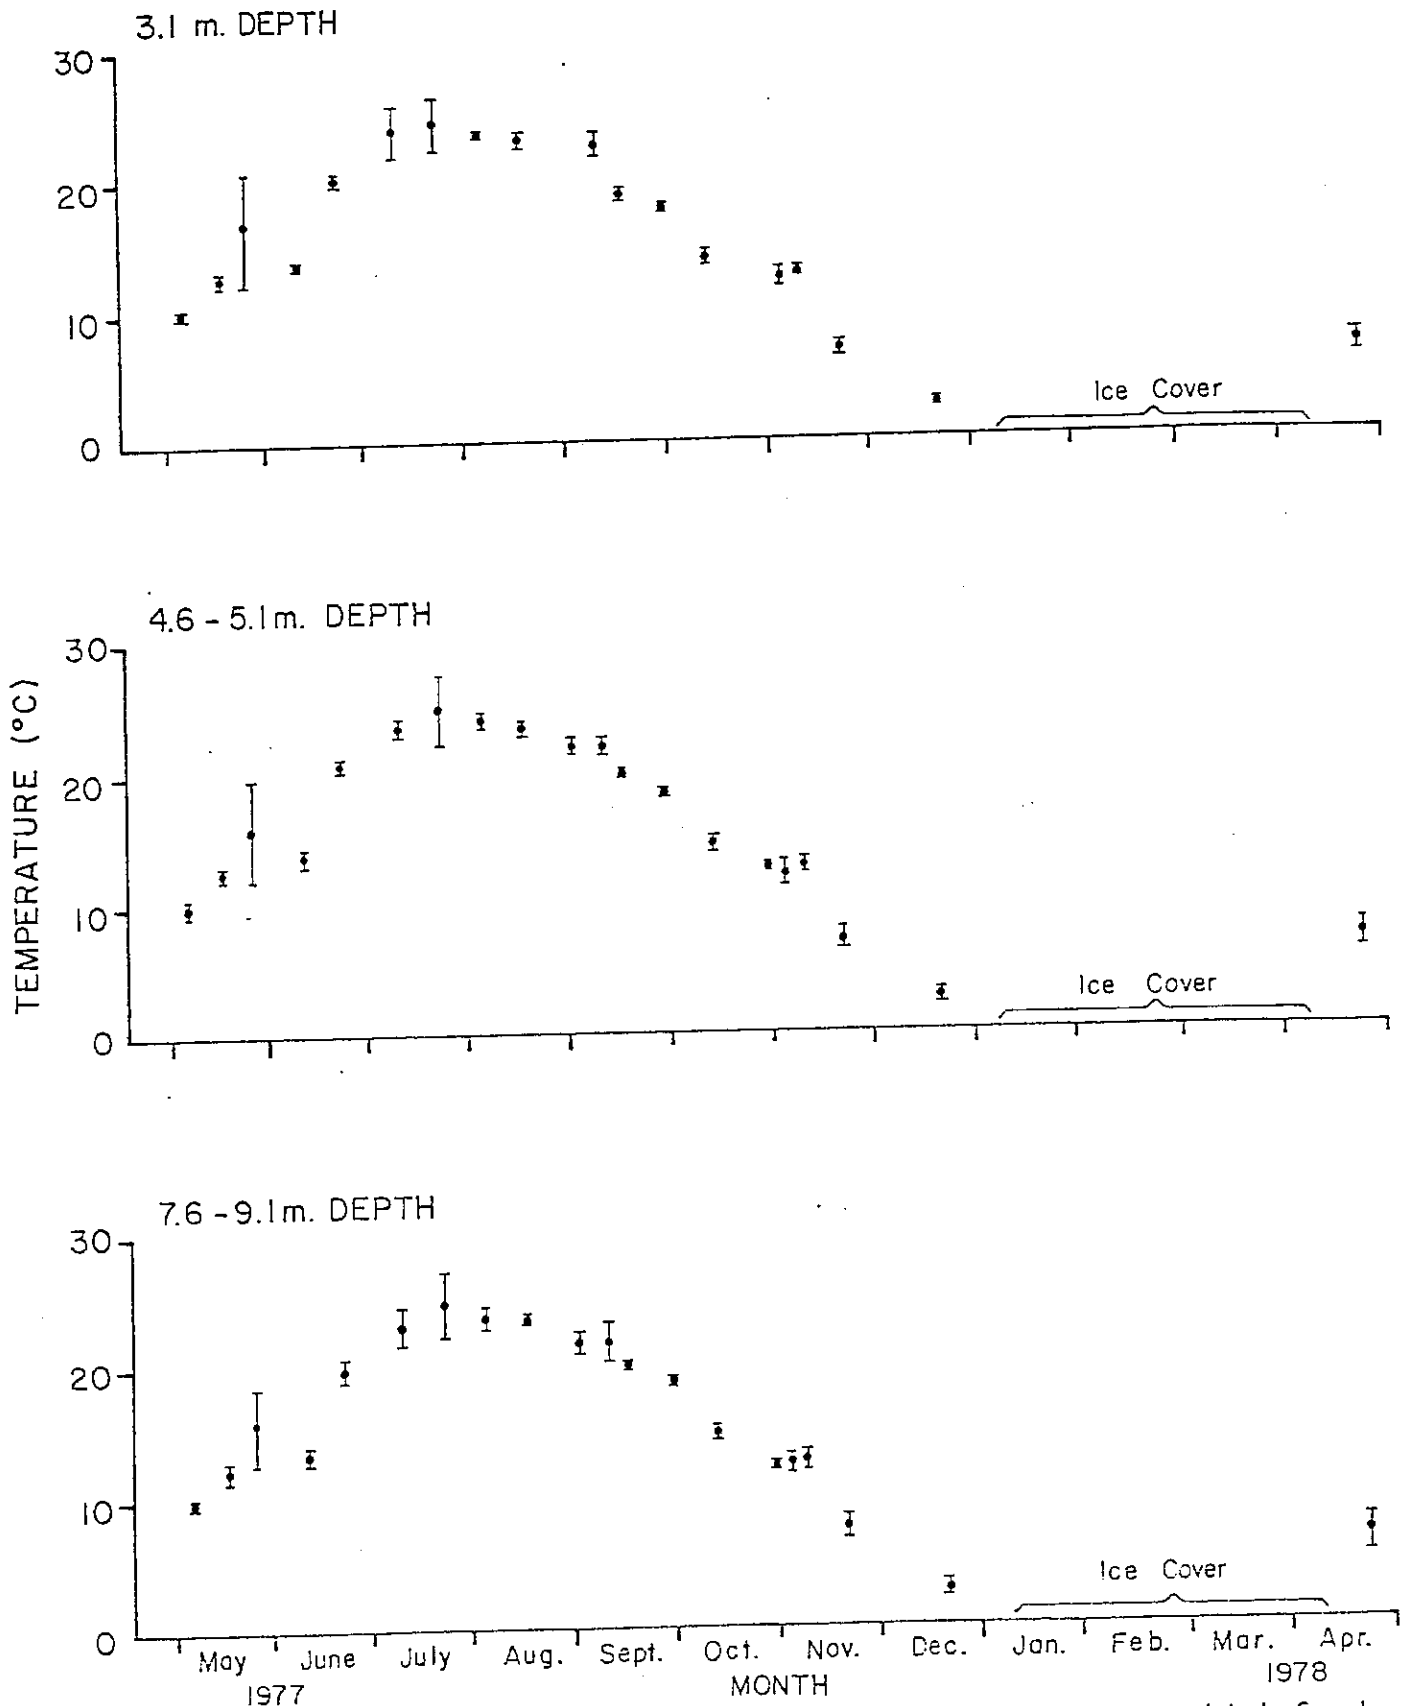 3.1 m. DEPTH
30
20
10
0
Ice Cover
4.6 - 5.1 m. DEPTH
30
20
10
0
Ice Cover
TEMPERATURE (°C)
7.6 - 9.1 m. DEPTH
30
20
10
0
Ice Cover
May June July Aug. Sept. Oct. Nov. Dec. Jan. Feb. Mar. Apr.
1977 MONTH 1978